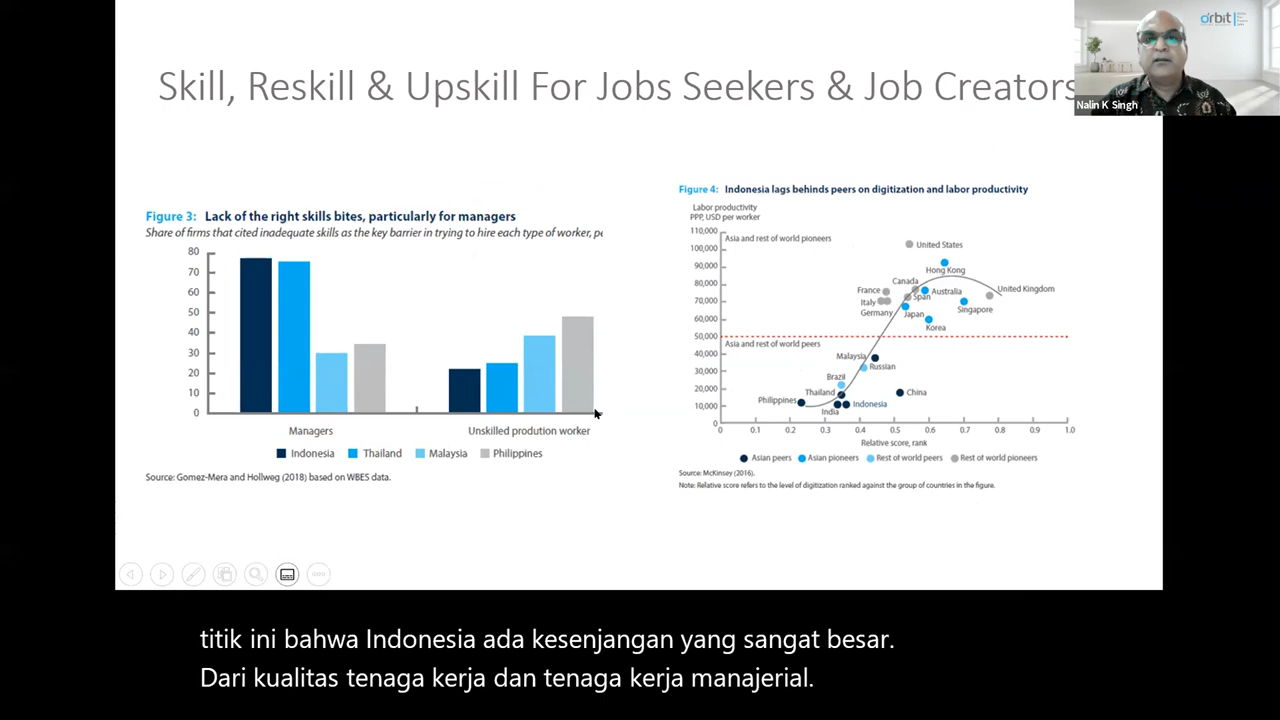 órbit
Nalin K Singh
Skill, Reskill & Upskill For Jobs Seekers & Job Creators
Figure 3: Lack of the right skills bites, particularly for managers
Share of firms that cited inadequate skills as the key barrier in trying to hire each type of worker, pe
80
70
60
50
40
30
20
10
0
Managers
Unskilled prodution worker
Indonesia
Thailand
Malaysia
Philippines
Source: Gomez-Mera and Hollweg (2018) based on WBES data.
Figure 4: Indonesia lags behinds peers on digitization and labor productivity
Labor productivity
PPP, USD per worker
110,000
100,000
90,000
80,000
70,000
60,000
50,000
40,000
30,000
20,000
10,000
0
Asia and rest of world pioneers
United States
Hong Kong
Canada
France
Span
Australia
United Kingdom
Italy
Germany
Japan
Singapore
Korea
Asia and rest of world peers
Malaysia
Russian
Brazil
Thailand
China
Philippines
India
Indonesia
0 0.1 0.2 0.3 0.4 0.5 0.6 0.7 0.8 0.9 1.0
Relative score, rank
Asian peers
Asian pioneers
Rest of world peers
Rest of world pioneers
Source: McKinsey (2016).
Note: Relative score refers to the level of digitization ranked against the group of countries in the figure.
titik ini bahwa Indonesia ada kesenjangan yang sangat besar.
Dari kualitas tenaga kerja dan tenaga kerja manajerial.